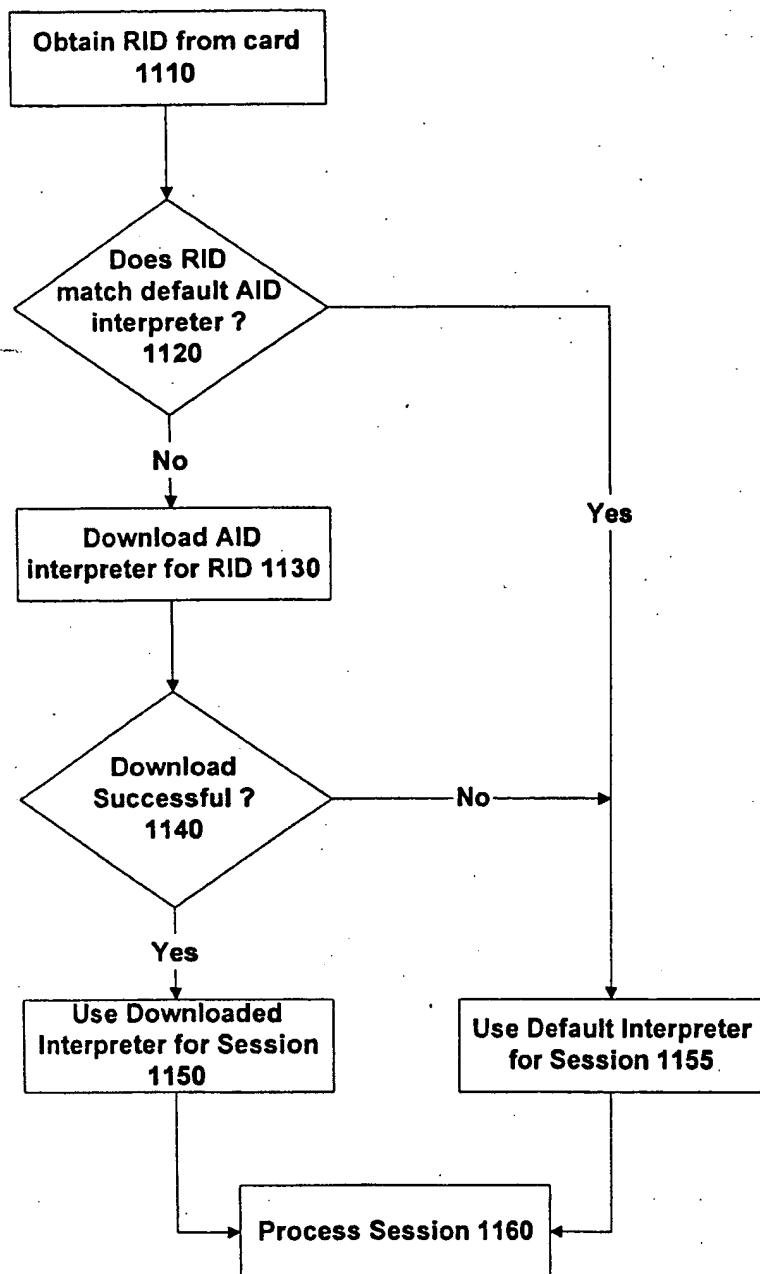 Obtain RID from card
1110
Does RID
match default AID
interpreter ?
1120
No
Yes
Download AID
interpreter for RID 1130
Download
Successful ?
1140
No
Yes
Use Downloaded
Interpreter for Session
1150
Use Default Interpreter
for Session 1155
Process Session 1160